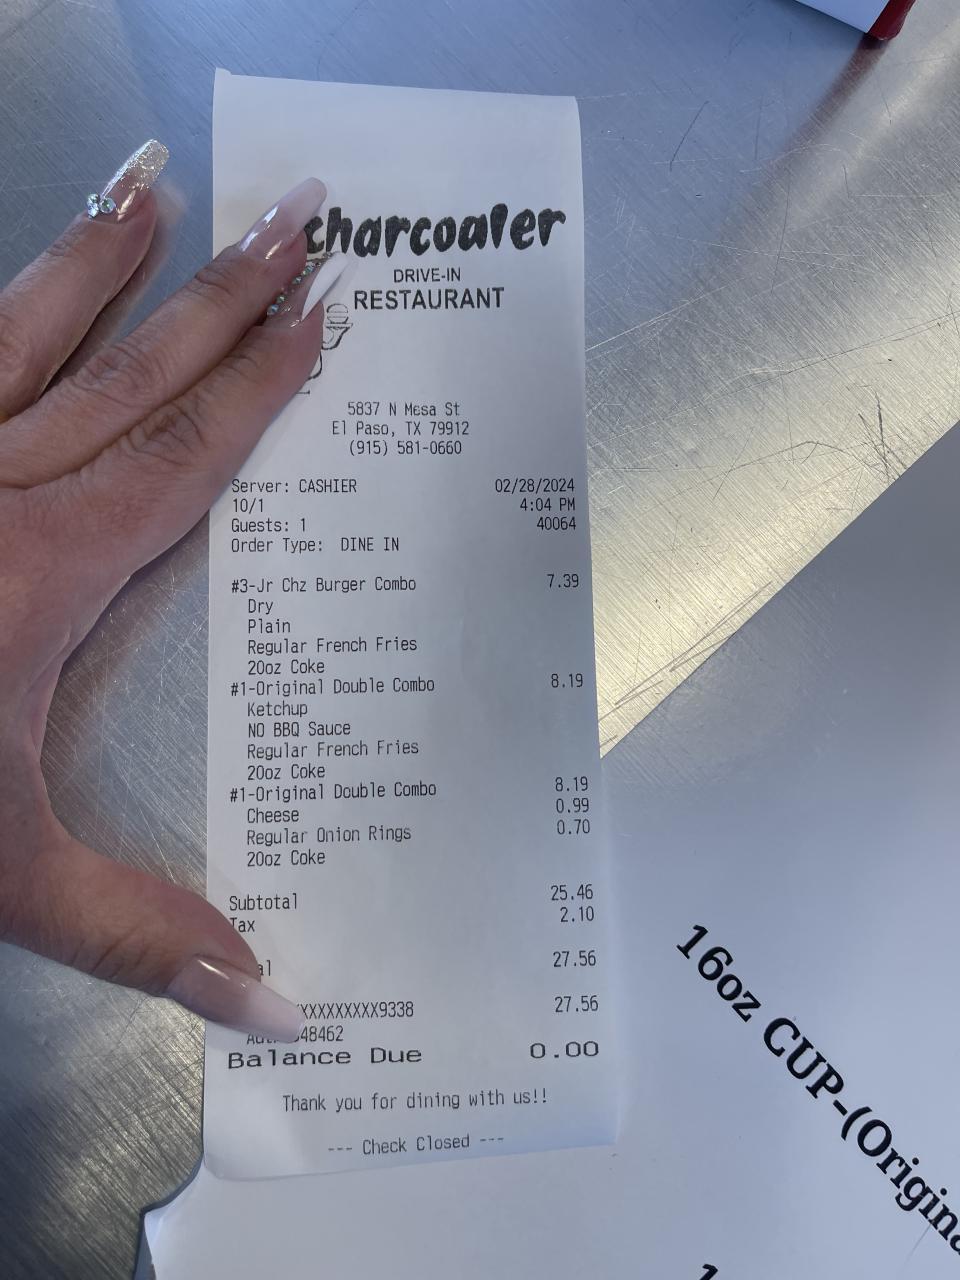 charcoaler
DRIVE-IN
RESTAURANT
5837 N Mesa St
El Paso, TX 79912
(915) 581-0660
Server: CASHIER 02/28/2024
10/1 4:04 PM
Guests: 1 40064
Order Type: DINE IN
#3-Jr Chz Burger Combo 7.39
Dry
Plain
Regular French Fries
20oz Coke
#1-Original Double Combo 8.19
Ketchup
NO BBQ Sauce
Regular French Fries
20oz Coke
#1-Original Double Combo 8.19
Cheese 0.99
Regular Onion Rings 0.70
20oz Coke
Subtotal 25.46
Tax 2.10
al 27.56
XXXXXXXXXX9338 27.56
48462
Balance Due 0.00
Thank you for dining with us!!
--- Check Closed ---
16oz CUP-(Origina